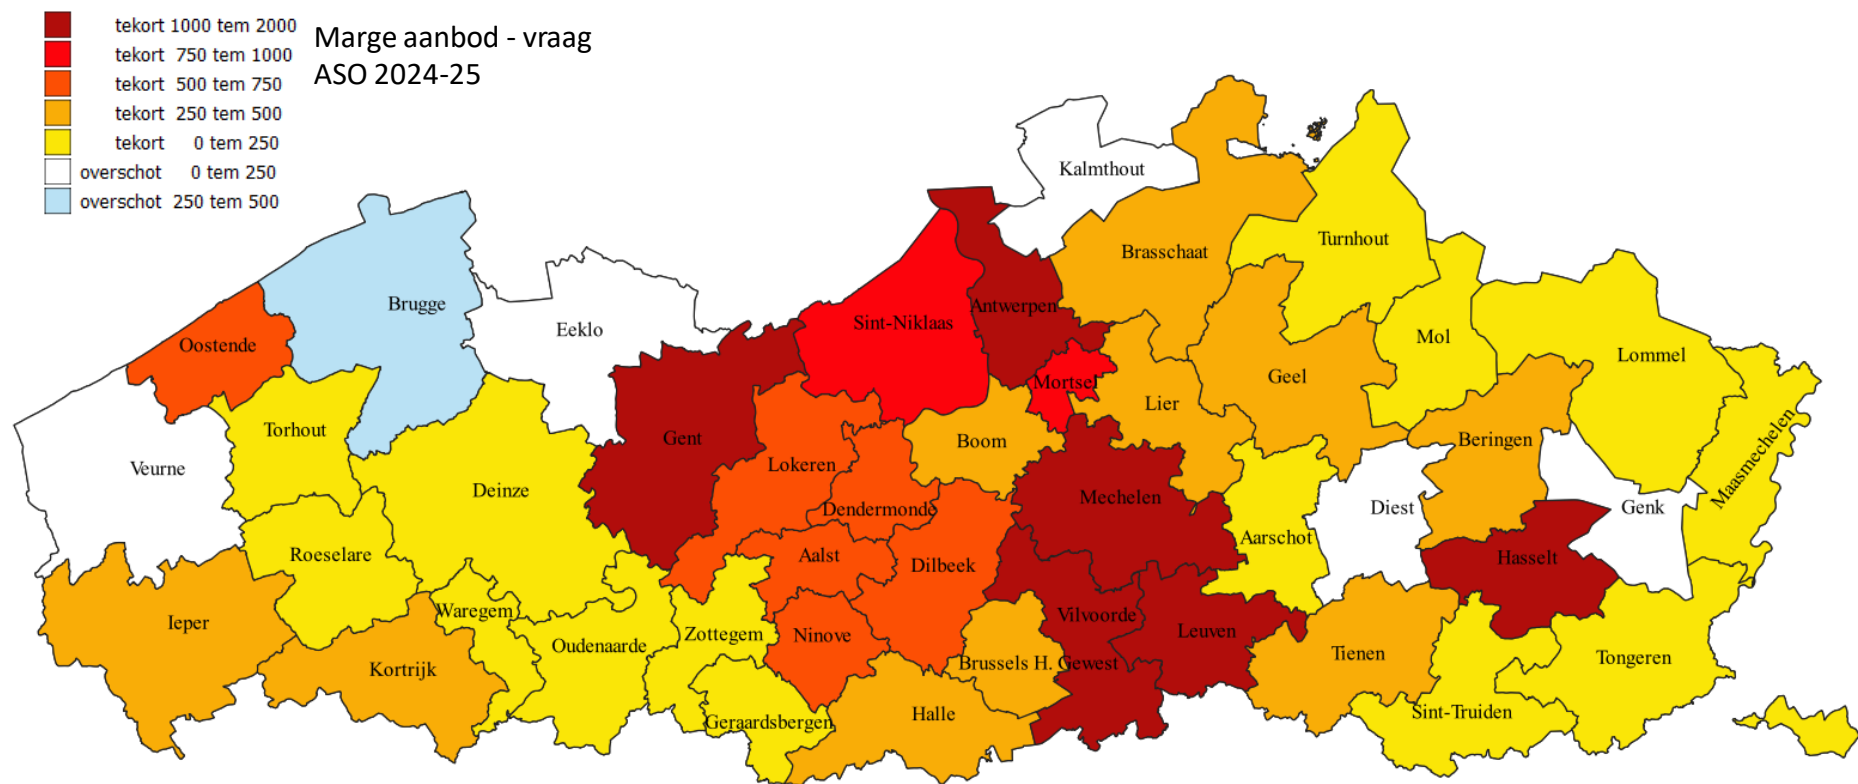 tekort 1000 tem 2000
tekort 750 tem 1000
tekort 500 tem 750
tekort 250 tem 500
tekort 0 tem 250
overschot 0 tem 250
overschot 250 tem 500
Marge aanbod - vraag
ASO 2024-25
Kalmthout
Turnhout
Brasschaat
Brugge
Antwerpen
Sint-Niklaas
Eeklo
Mol
Oostende
Lommel
Geel
Mortsel
Lier
Torhout
Gent
Boom
Beringen
Maasmechelen
Veurne
Lokeren
Deinze
Mechelen
Diest
Genk
Dendermonde
Aarschot
Roeselare
Aalst
Dilbeek
Hasselt
Waregem
Vilvoorde
Ieper
Leuven
Zottegem
Ninove
Oudenaarde
Tienen
Tongeren
Brussels H. Gewest
Kortrijk
Sint-Truiden
Halle
Geraardsbergen